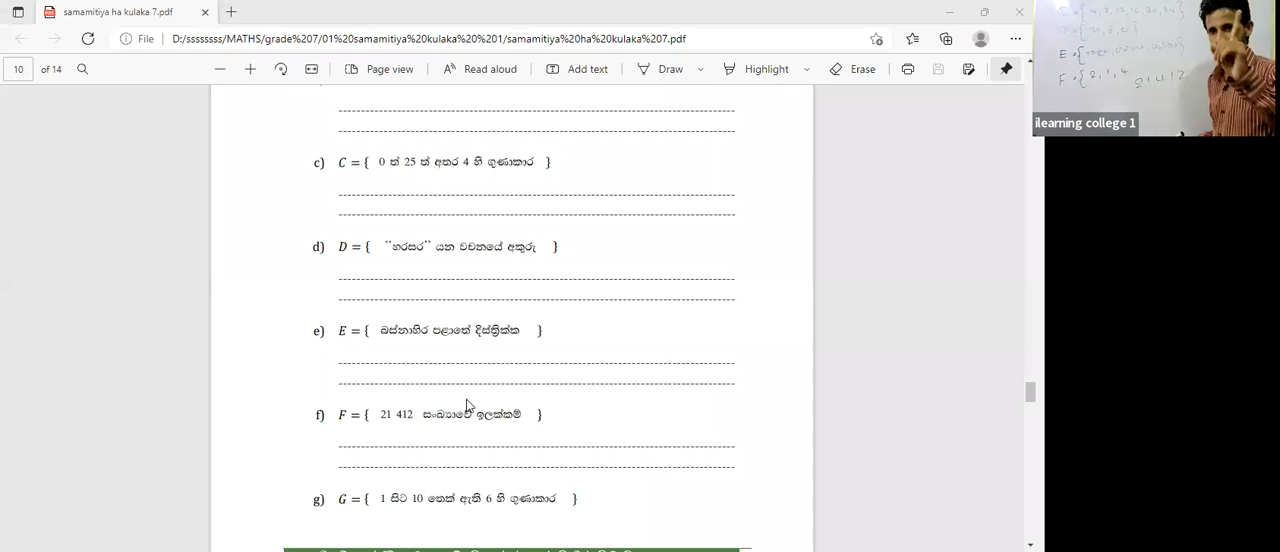 samamitiya ha kulaka 7.pdf
File D:/ssssssss/MATHS/grade%207/01%20samamitiya%20kulaka%20%201/samamitiya%20ha%20kulaka%207.pdf
10 of 14 Page view Read aloud Add text Draw Highlight Erase
ilearning college 1
E = {
F = {2, 1, 4 21412
c) C = { 0 ත් 25 ත් අතර 4 හි ගුණාකාර }
d) D = { ''හරසර'' යන වචනයේ අකුරු }
e) E = { බස්නාහිර පළාතේ දිස්ත්‍රික්ක }
f) F = { 21 412 සංඛ්‍යාවේ ඉලක්කම් }
g) G = { 1 සිට 10 තෙක් ඇති 6 හි ගුණාකාර }